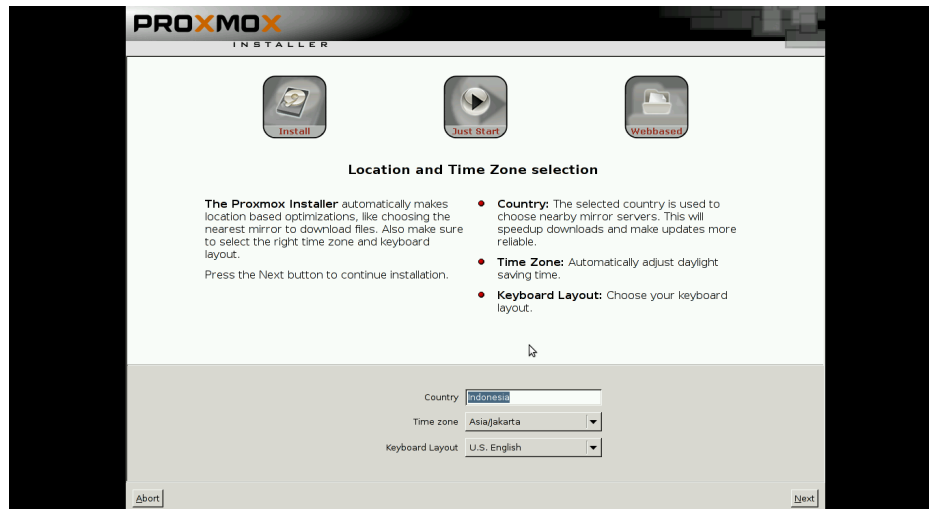 PROXMOX
INSTALLER
Install
Just Start
Webbased
Location and Time Zone selection
The Proxmox Installer automatically makes
location based optimizations, like choosing the
nearest mirror to download files. Also make sure
to select the right time zone and keyboard
layout.
Press the Next button to continue installation.
Country: The selected country is used to
choose nearby mirror servers. This will
speedup downloads and make updates more
reliable.
Time Zone: Automatically adjust daylight
saving time.
Keyboard Layout: Choose your keyboard
layout.
Country Indonesia
Time zone Asia/Jakarta
Keyboard Layout U.S. English
Abort
Next